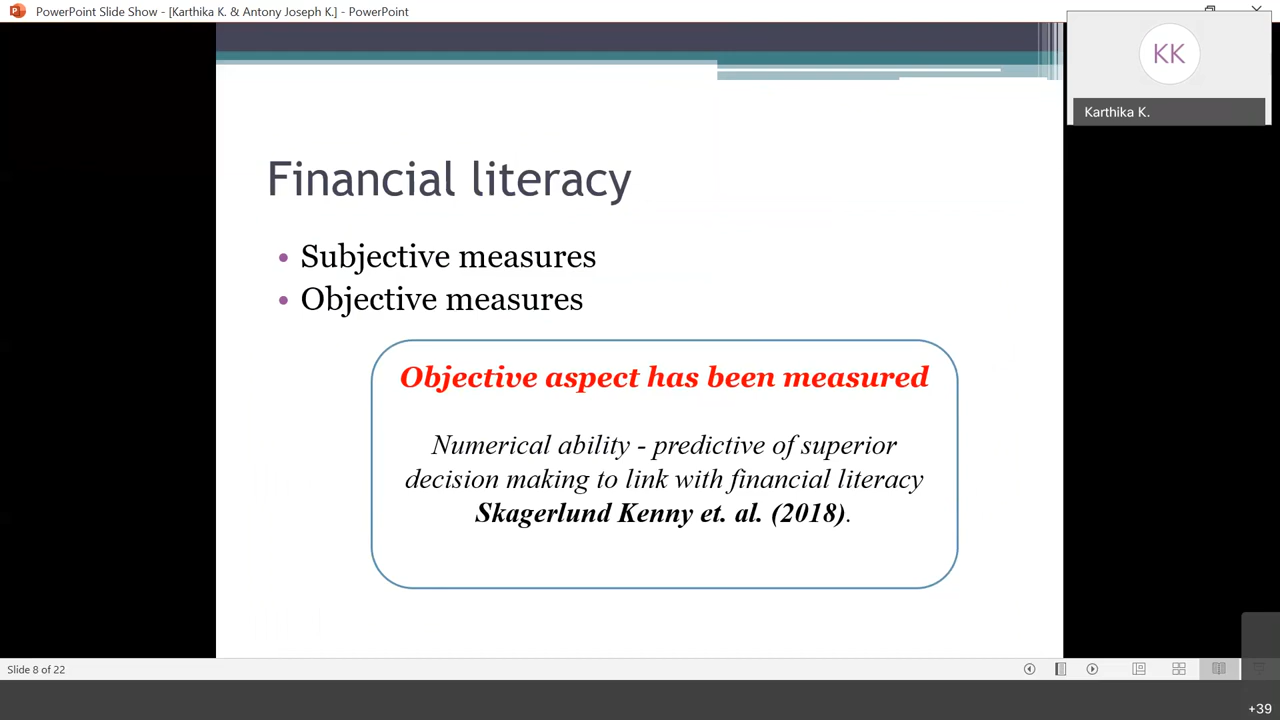 PowerPoint Slide Show - [Karthika K. & Antony Joseph K.] - PowerPoint
KK
Karthika K.
Financial literacy
• Subjective measures
• Objective measures
Objective aspect has been measured
Numerical ability - predictive of superior
decision making to link with financial literacy
Skagerlund Kenny et. al. (2018).
Slide 8 of 22
+39